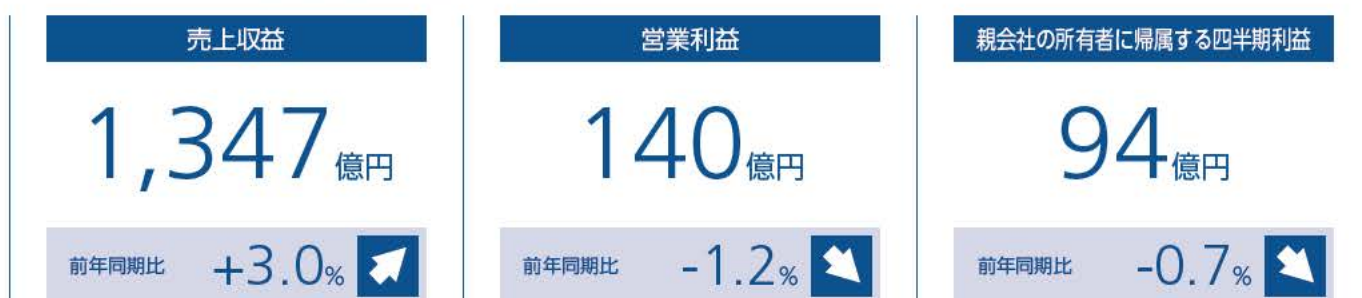 売上収益
1,347億円
前年同期比 +3.0%
営業利益
140億円
前年同期比 -1.2%
親会社の所有者に帰属する四半期利益
94億円
前年同期比 -0.7%